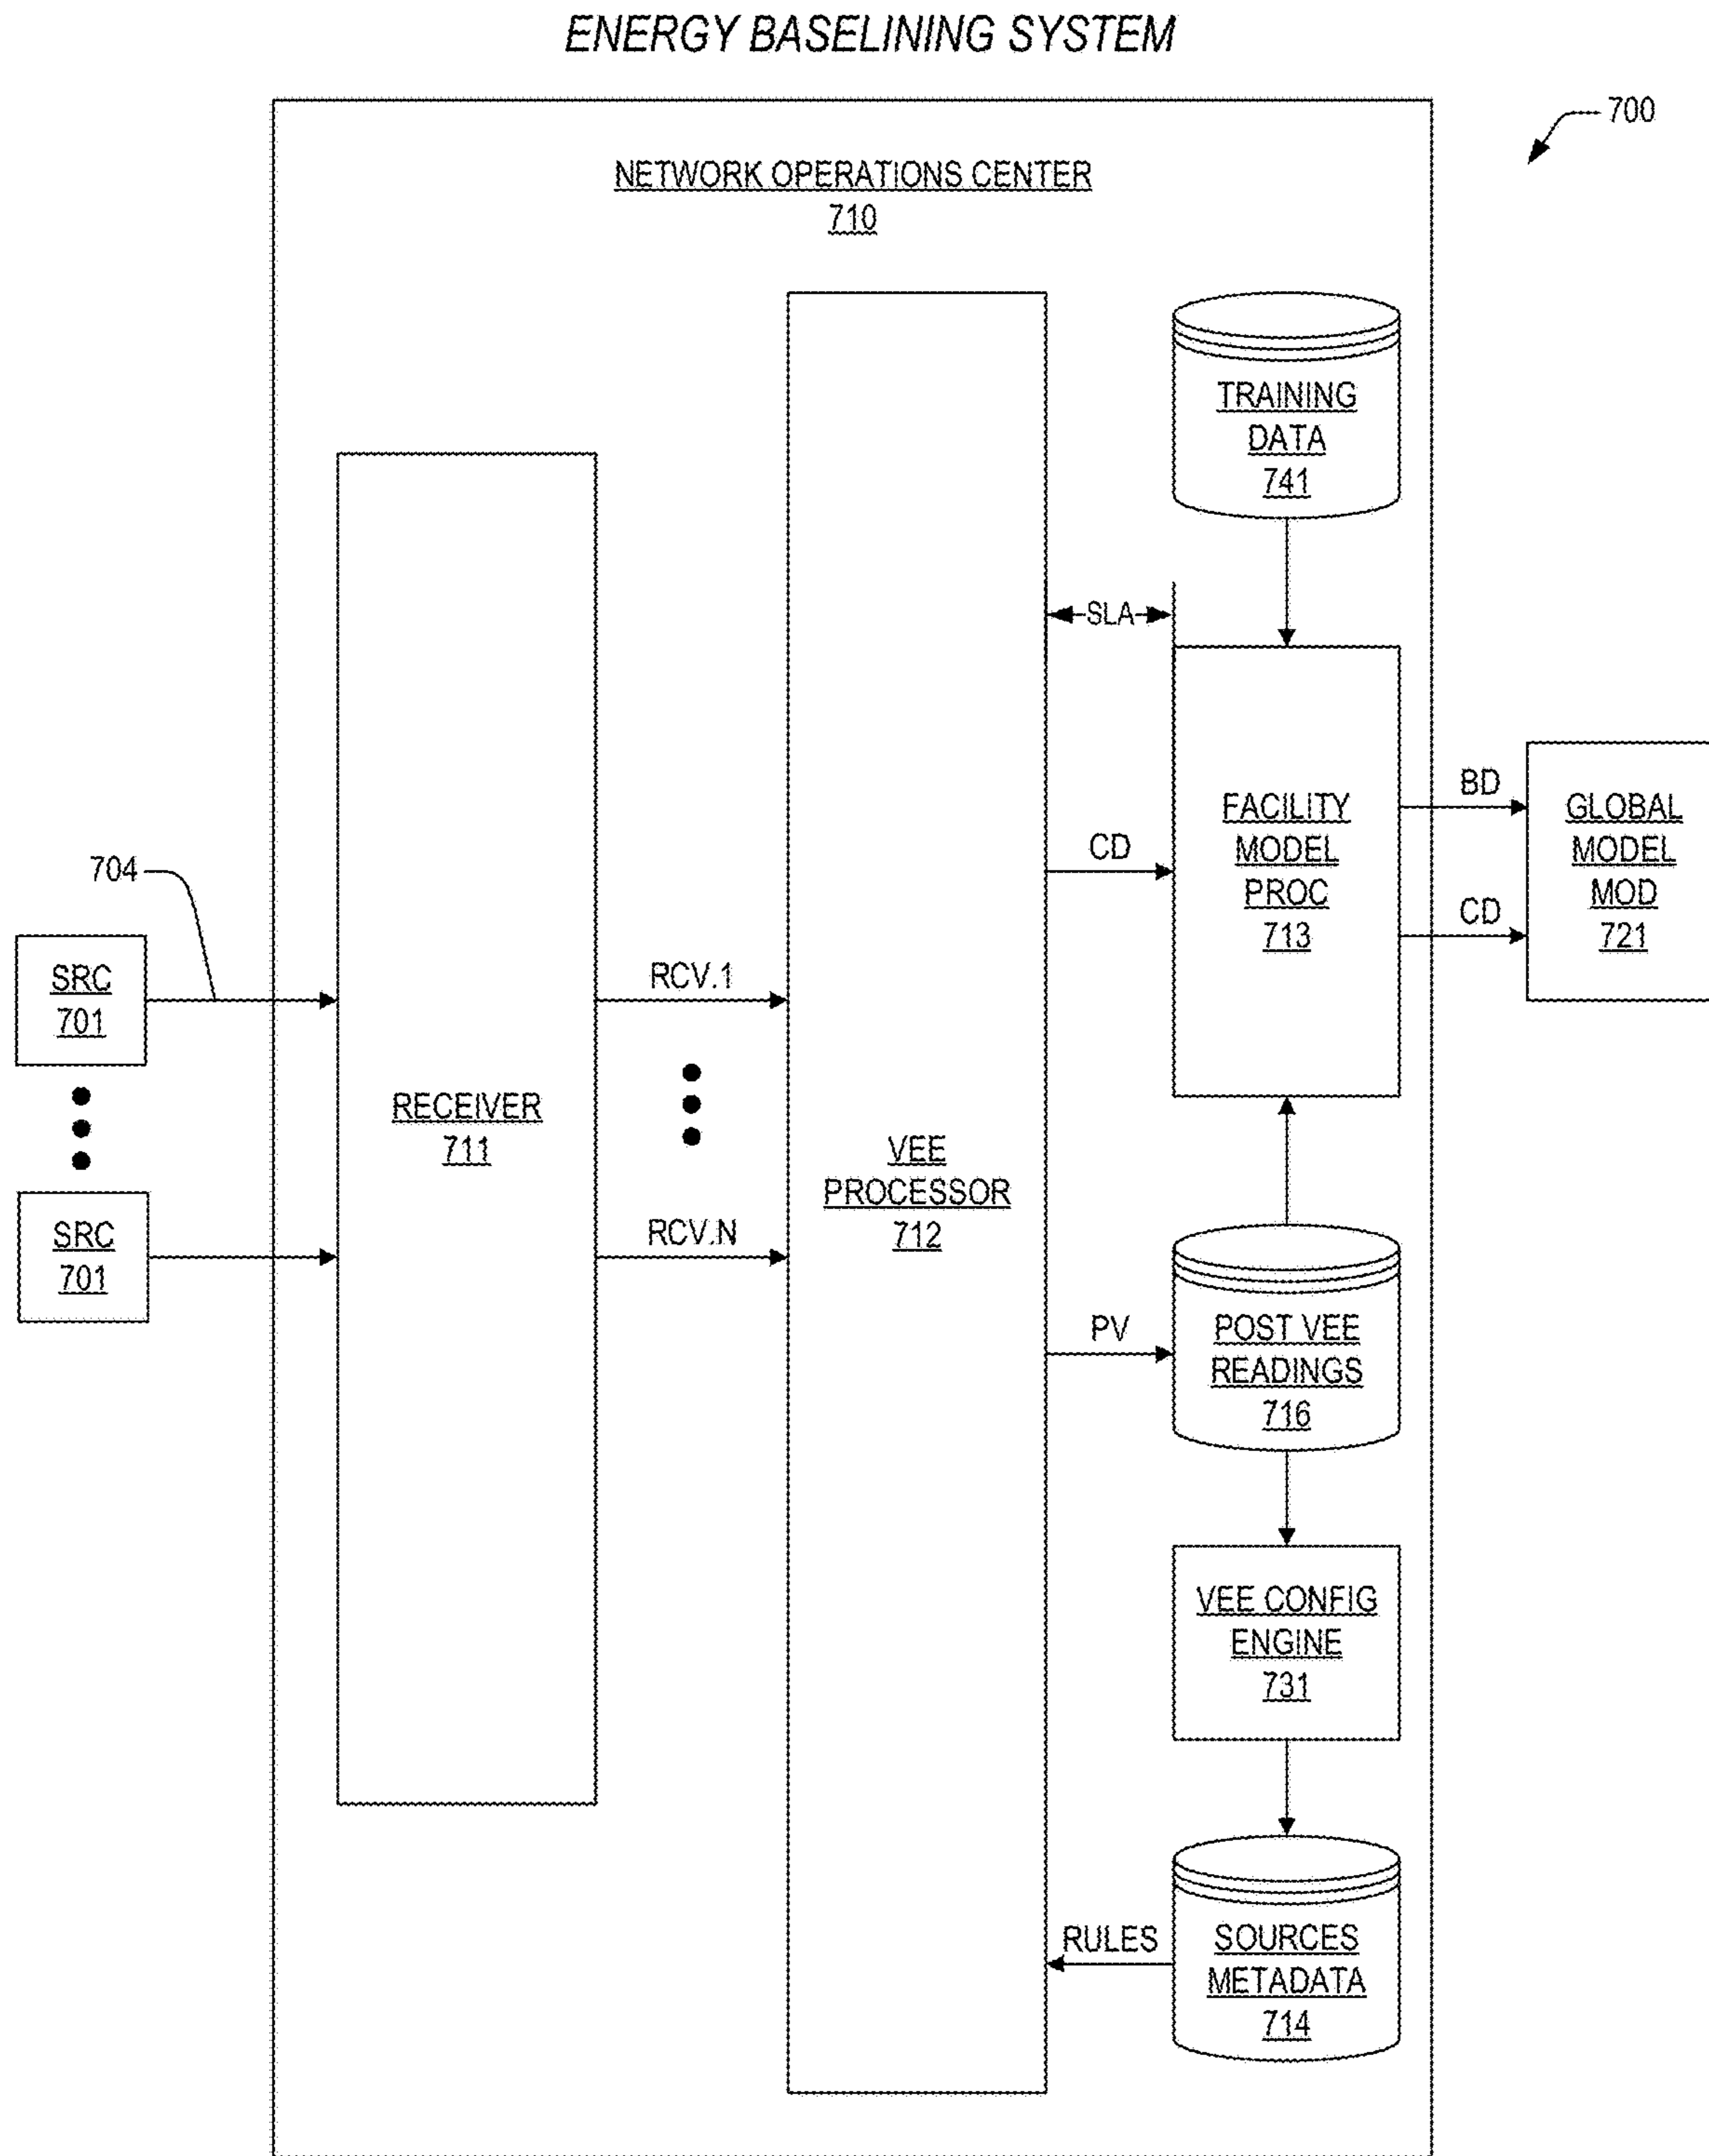 ENERGY BASELINING SYSTEM
700
NETWORK OPERATIONS CENTER
710
TRAINING
DATA
741
SLA
FACILITY
MODEL
PROC
713
BD
CD
GLOBAL
MODEL
MOD
721
CD
704
SRC
701
RCV.1
RECEIVER
711
VEE
PROCESSOR
712
SRC
701
RCV.N
PV
POST VEE
READINGS
716
VEE CONFIG
ENGINE
731
RULES
SOURCES
METADATA
714